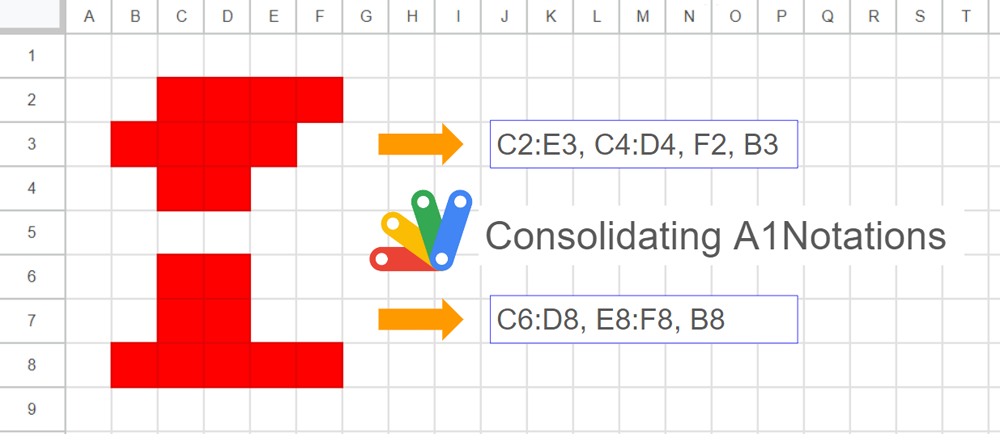 A B C D E F G H I J K L M N O P Q R S T
1
2
3
C2:E3, C4:D4, F2, B3
4
5
Consolidating A1Notations
6
7
C6:D8, E8:F8, B8
8
9